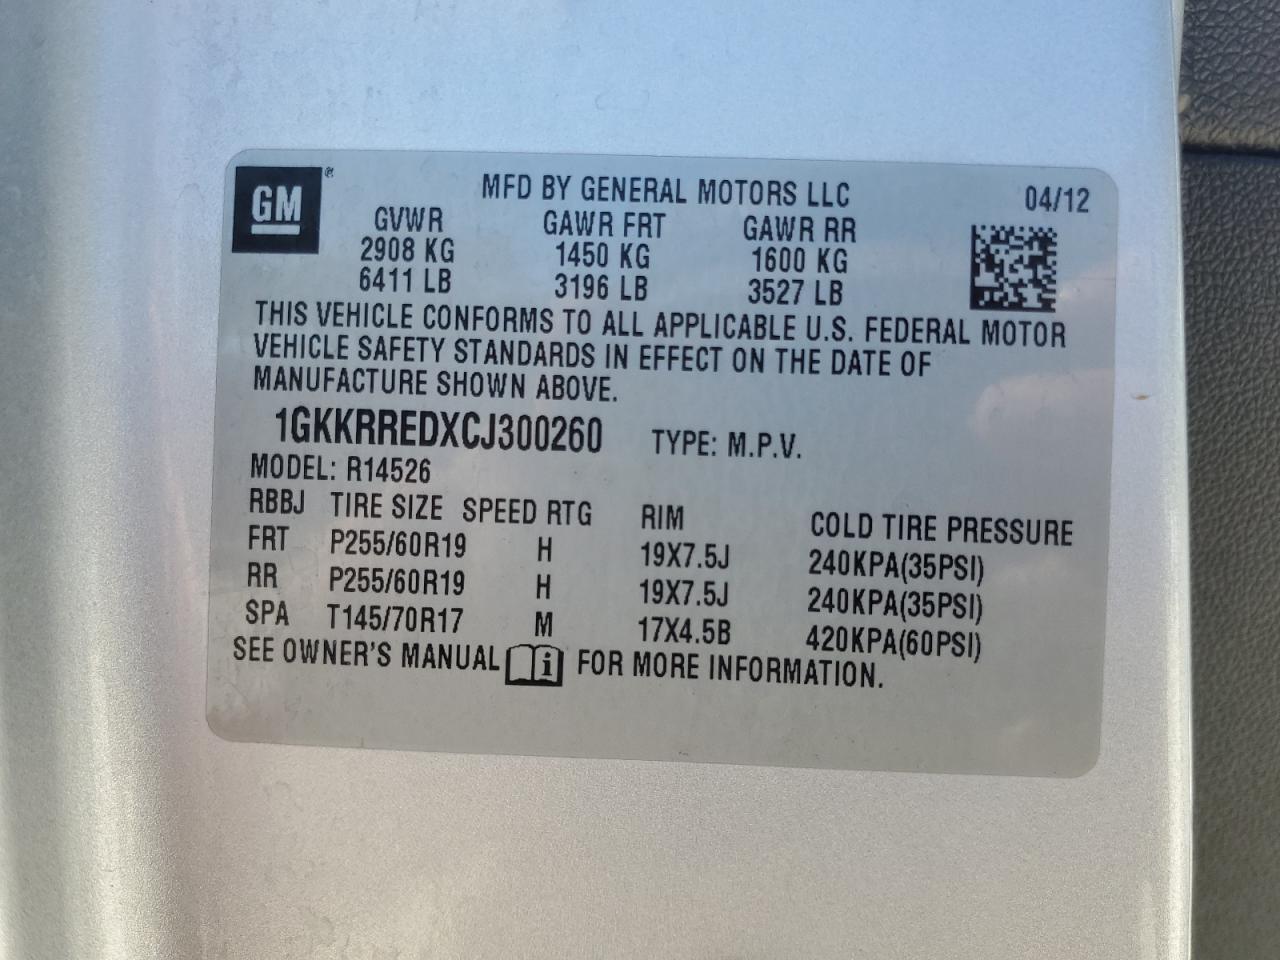 GM®
MFD BY GENERAL MOTORS LLC 04/12
GVWR GAWR FRT GAWR RR
2908 KG 1450 KG 1600 KG
6411 LB 3196 LB 3527 LB
THIS VEHICLE CONFORMS TO ALL APPLICABLE U.S. FEDERAL MOTOR
VEHICLE SAFETY STANDARDS IN EFFECT ON THE DATE OF
MANUFACTURE SHOWN ABOVE.
1GKKRREDXCJ300260 TYPE: M.P.V.
MODEL: R14526
RBBJ TIRE SIZE SPEED RTG RIM COLD TIRE PRESSURE
FRT P255/60R19 H 19X7.5J 240KPA(35PSI)
RR P255/60R19 H 19X7.5J 240KPA(35PSI)
SPA T145/70R17 M 17X4.5B 420KPA(60PSI)
SEE OWNER'S MANUAL i FOR MORE INFORMATION.